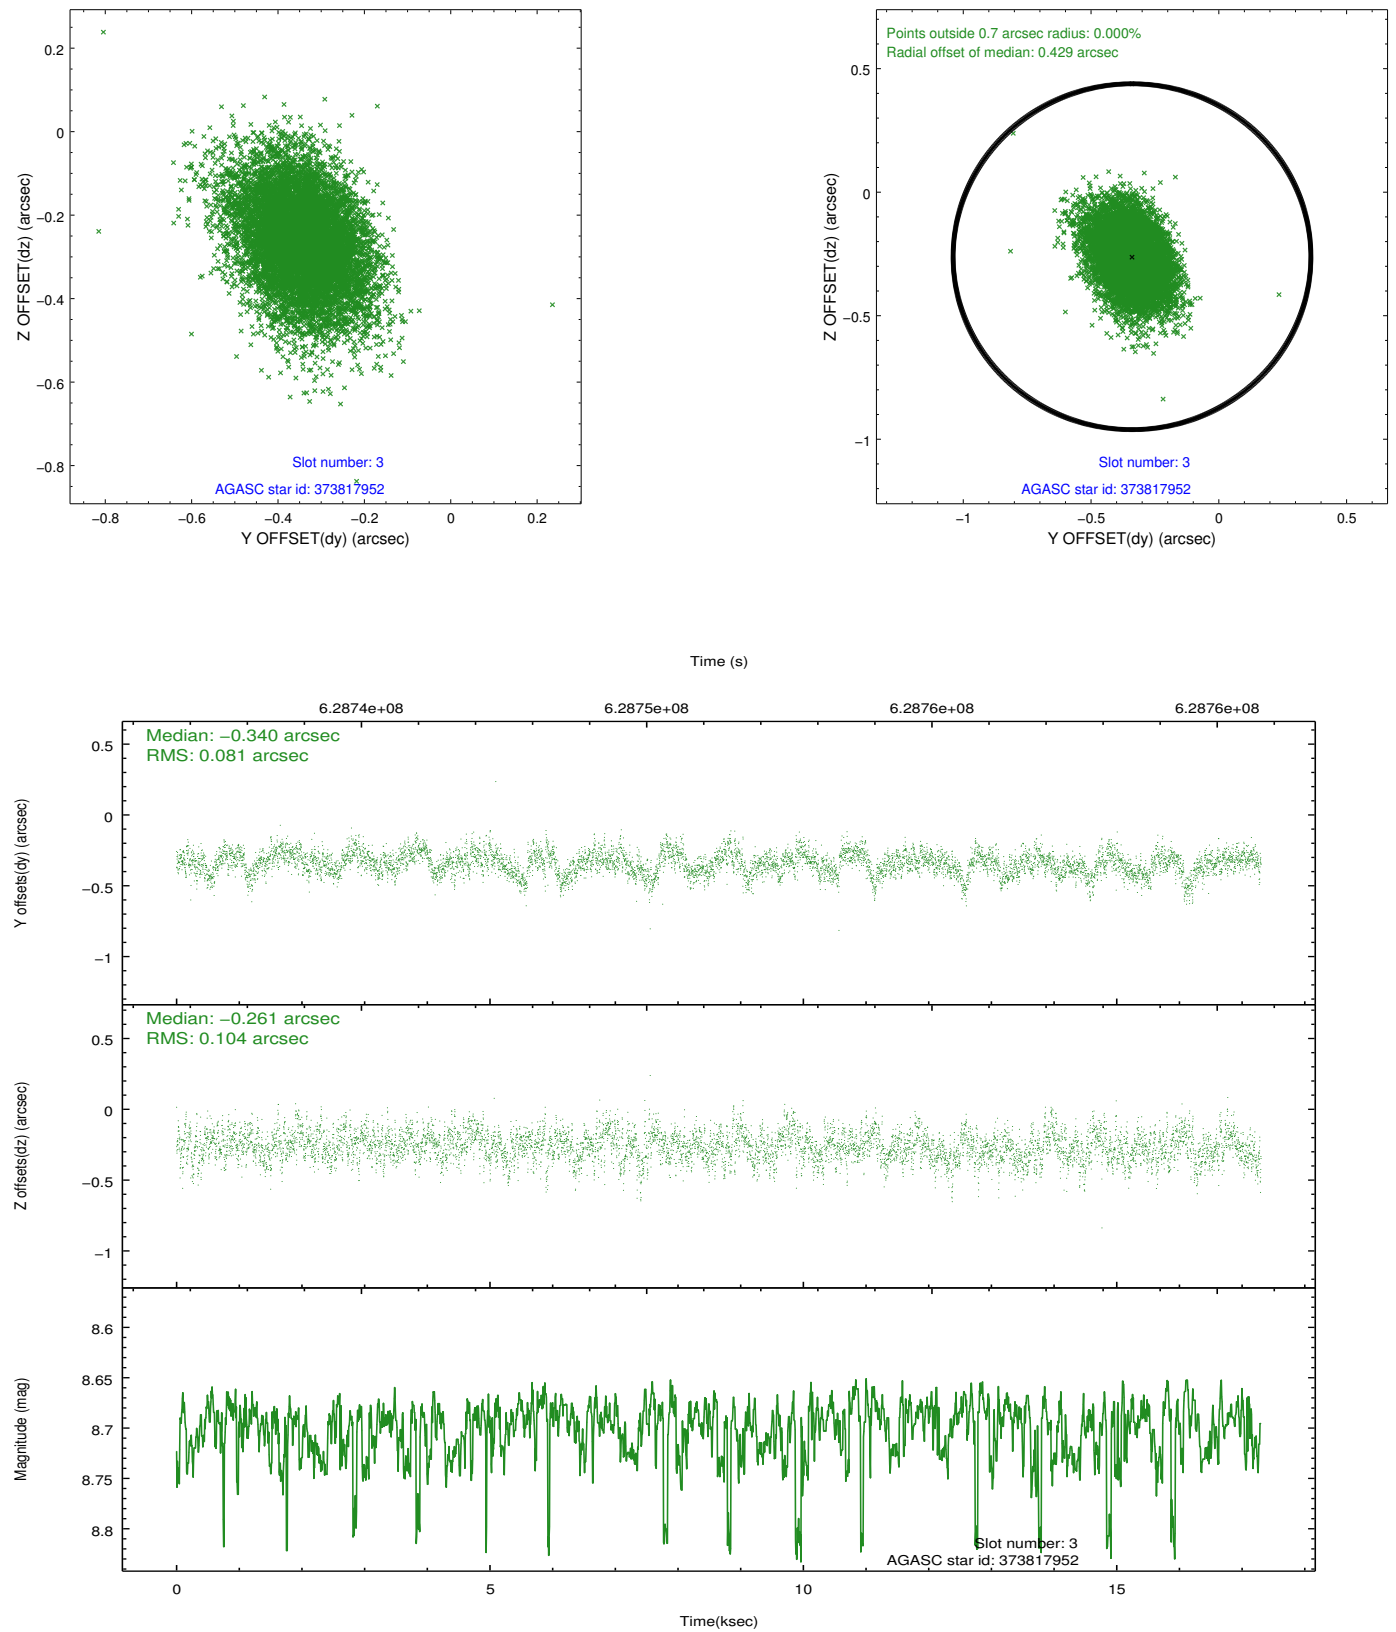 Z OFFSET(dz) (arcsec)
0.2
0
−0.2
−0.4
−0.6
−0.8
Slot number: 3
AGASC star id: 373817952
−0.8 −0.6 −0.4 −0.2 0 0.2
Y OFFSET(dy) (arcsec)
Points outside 0.7 arcsec radius: 0.000%
Radial offset of median: 0.429 arcsec
Z OFFSET(dz) (arcsec)
0.5
0
−0.5
−1
Slot number: 3
AGASC star id: 373817952
−1 −0.5 0 0.5
Y OFFSET(dy) (arcsec)
Time (s)
6.2874e+08 6.2875e+08 6.2876e+08 6.2876e+08
Median: −0.340 arcsec
RMS: 0.081 arcsec
Y offsets(dy) (arcsec)
0.5
0
−0.5
−1
Median: −0.261 arcsec
RMS: 0.104 arcsec
Z offsets(dz) (arcsec)
0.5
0
−0.5
−1
Magnitude (mag)
8.6
8.65
8.7
8.75
8.8
Slot number: 3
AGASC star id: 373817952
0 5 10 15
Time(ksec)